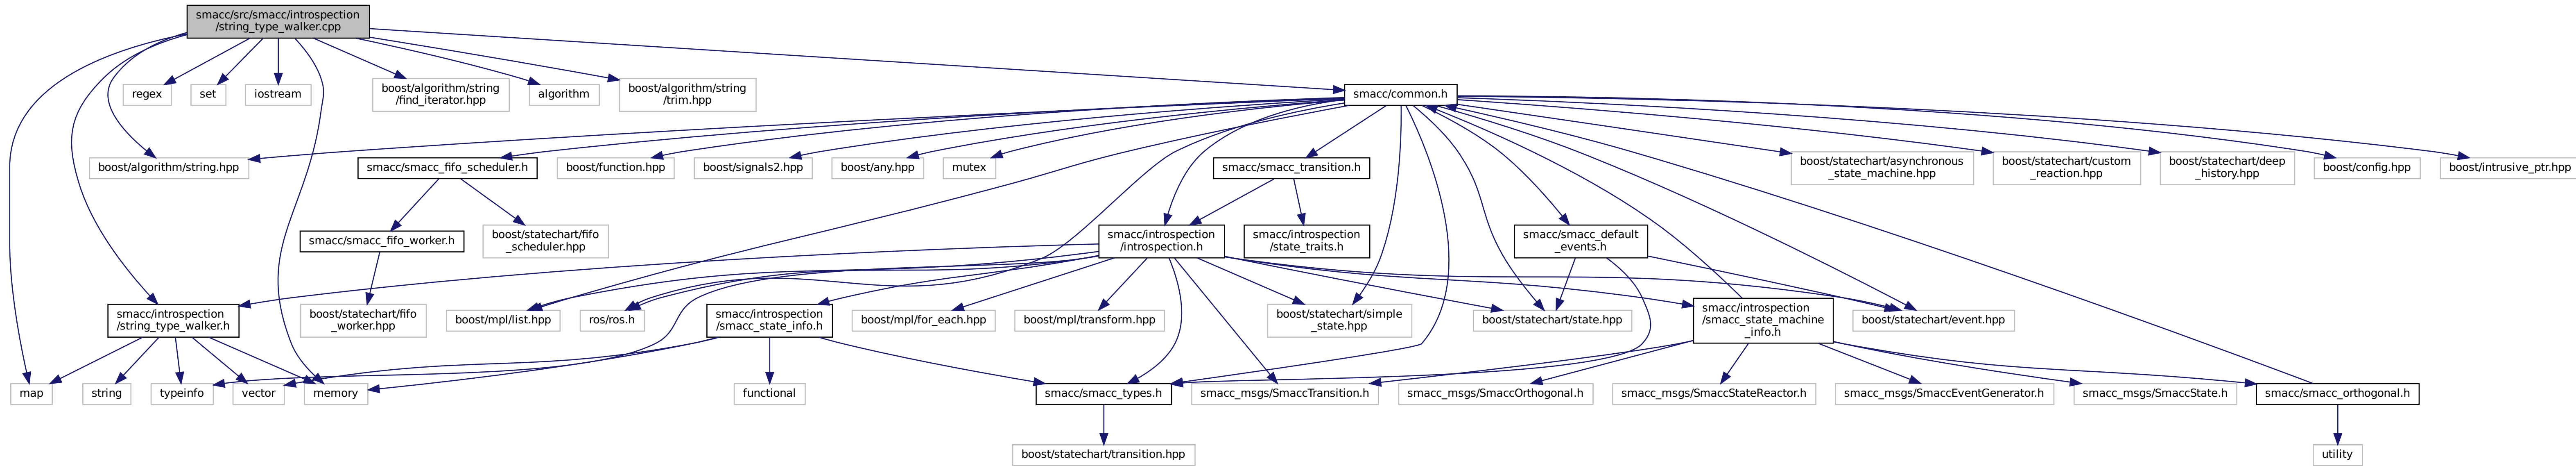 smacc/src/smacc/introspection
/string_type_walker.cpp
regex
set
iostream
boost/algorithm/string
/find_iterator.hpp
algorithm
boost/algorithm/string
/trim.hpp
smacc/common.h
boost/algorithm/string.hpp
smacc/smacc_fifo_scheduler.h
boost/function.hpp
boost/signals2.hpp
boost/any.hpp
mutex
smacc/smacc_transition.h
boost/statechart/asynchronous
_state_machine.hpp
boost/statechart/custom
_reaction.hpp
boost/statechart/deep
_history.hpp
boost/config.hpp
boost/intrusive_ptr.hpp
smacc/smacc_fifo_worker.h
boost/statechart/fifo
_scheduler.hpp
smacc/introspection
/introspection.h
smacc/introspection
/state_traits.h
smacc/smacc_default
_events.h
smacc/introspection
/string_type_walker.h
boost/statechart/fifo
_worker.hpp
boost/mpl/list.hpp
ros/ros.h
smacc/introspection
/smacc_state_info.h
boost/mpl/for_each.hpp
boost/mpl/transform.hpp
boost/statechart/simple
_state.hpp
boost/statechart/state.hpp
smacc/introspection
/smacc_state_machine
_info.h
boost/statechart/event.hpp
map
string
typeinfo
vector
memory
functional
smacc/smacc_types.h
smacc_msgs/SmaccTransition.h
smacc_msgs/SmaccOrthogonal.h
smacc_msgs/SmaccStateReactor.h
smacc_msgs/SmaccEventGenerator.h
smacc_msgs/SmaccState.h
smacc/smacc_orthogonal.h
boost/statechart/transition.hpp
utility